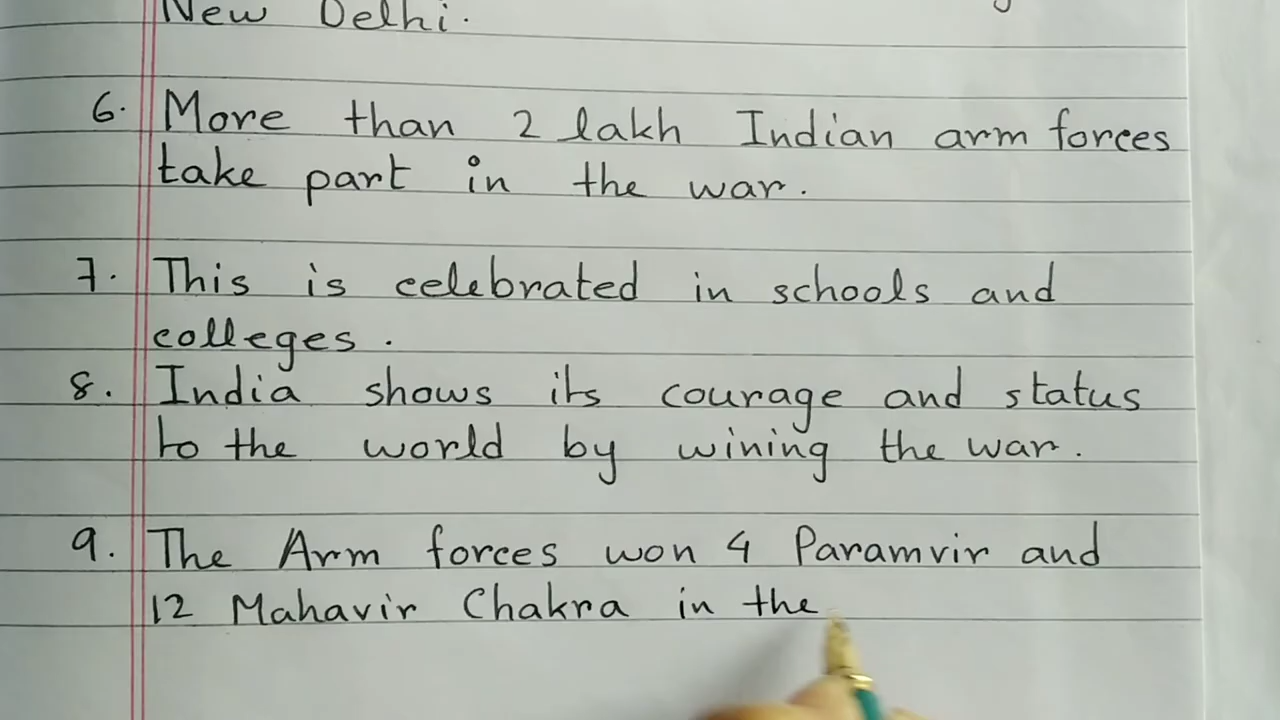 New Delhi.
6. More than 2 lakh Indian arm forces
take part in the war.
7. This is celebrated in schools and
colleges.
8. India shows its courage and status
to the world by wining the war.
9. The Arm forces won 4 Paramvir and
12 Mahavir Chakra in the